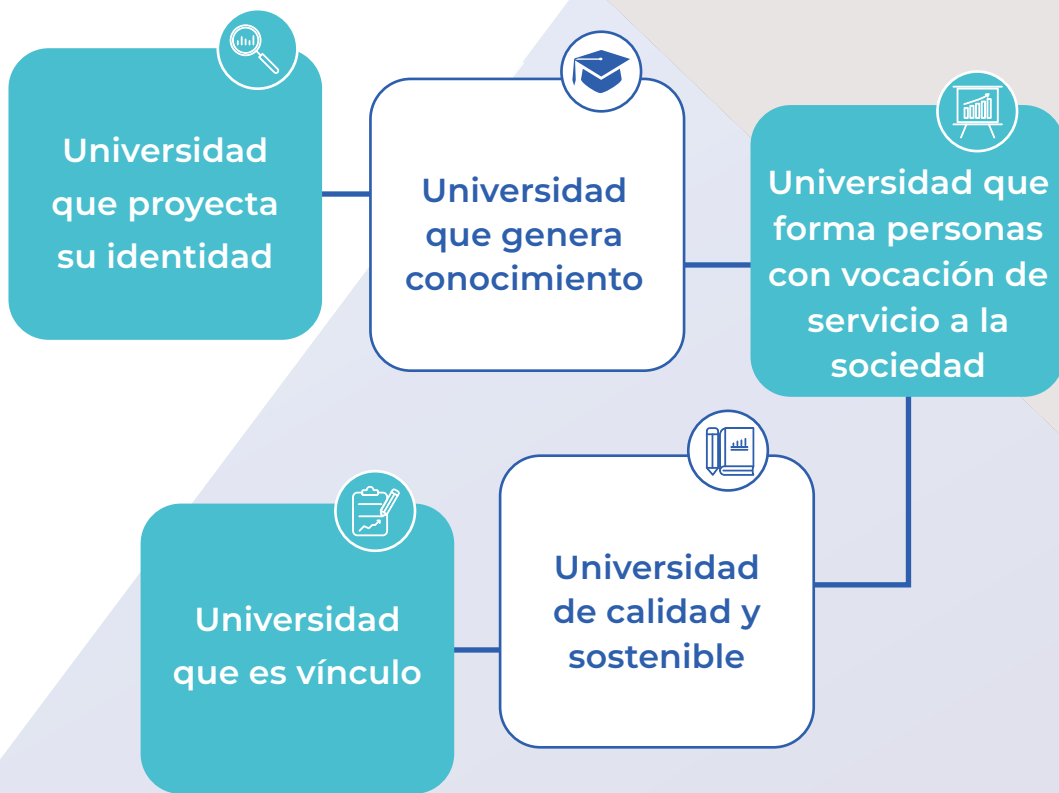 Universidad
que proyecta
su identidad
Universidad
que genera
conocimiento
Universidad que
forma personas
con vocación de
servicio a la
sociedad
Universidad
de calidad y
sostenible
Universidad
que es vínculo